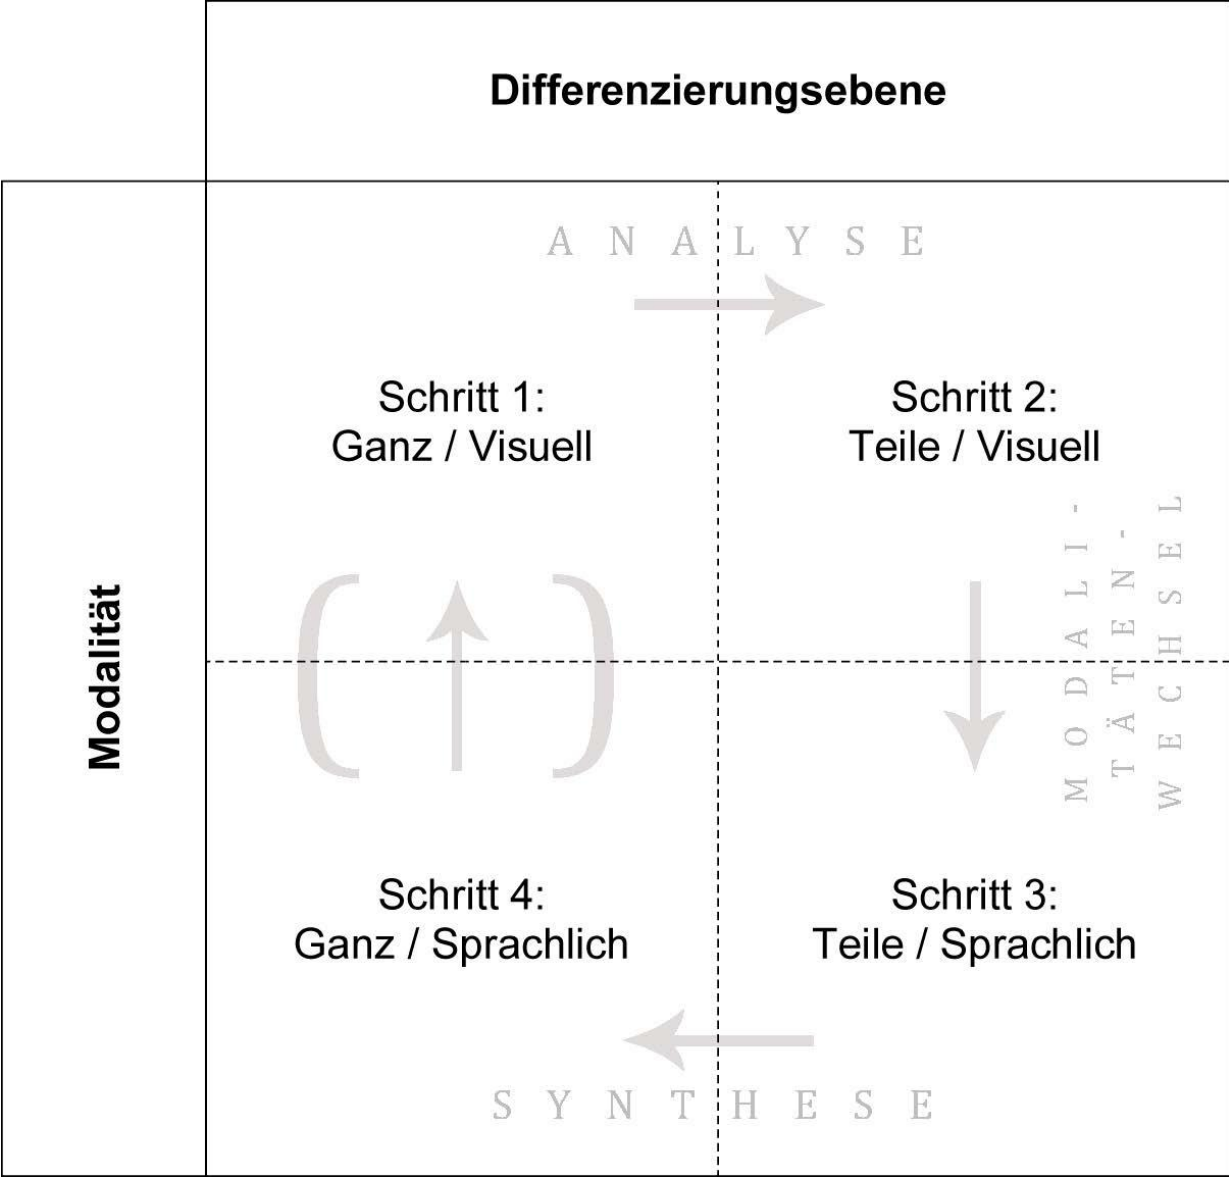 Differenzierungsebene
Modalität
A N A L Y S E
Schritt 1:
Ganz / Visuell
Schritt 2:
Teile / Visuell
M O D A L I -
T Ä T E N -
W E C H S E L
Schritt 4:
Ganz / Sprachlich
Schritt 3:
Teile / Sprachlich
S Y N T H E S E